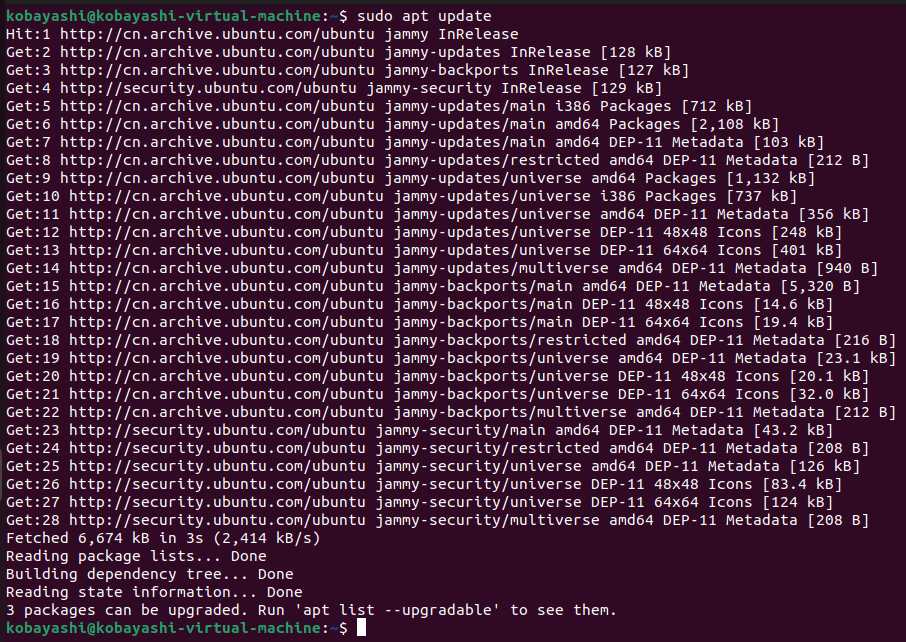 kobayashi@kobayashi-virtual-machine:~$ sudo apt update
Hit:1 http://cn.archive.ubuntu.com/ubuntu jammy InRelease
Get:2 http://cn.archive.ubuntu.com/ubuntu jammy-updates InRelease [128 kB]
Get:3 http://cn.archive.ubuntu.com/ubuntu jammy-backports InRelease [127 kB]
Get:4 http://security.ubuntu.com/ubuntu jammy-security InRelease [129 kB]
Get:5 http://cn.archive.ubuntu.com/ubuntu jammy-updates/main i386 Packages [712 kB]
Get:6 http://cn.archive.ubuntu.com/ubuntu jammy-updates/main amd64 Packages [2,108 kB]
Get:7 http://cn.archive.ubuntu.com/ubuntu jammy-updates/main amd64 DEP-11 Metadata [103 kB]
Get:8 http://cn.archive.ubuntu.com/ubuntu jammy-updates/restricted amd64 DEP-11 Metadata [212 B]
Get:9 http://cn.archive.ubuntu.com/ubuntu jammy-updates/universe amd64 Packages [1,132 kB]
Get:10 http://cn.archive.ubuntu.com/ubuntu jammy-updates/universe i386 Packages [737 kB]
Get:11 http://cn.archive.ubuntu.com/ubuntu jammy-updates/universe amd64 DEP-11 Metadata [356 kB]
Get:12 http://cn.archive.ubuntu.com/ubuntu jammy-updates/universe DEP-11 48x48 Icons [248 kB]
Get:13 http://cn.archive.ubuntu.com/ubuntu jammy-updates/universe DEP-11 64x64 Icons [401 kB]
Get:14 http://cn.archive.ubuntu.com/ubuntu jammy-updates/multiverse amd64 DEP-11 Metadata [940 B]
Get:15 http://cn.archive.ubuntu.com/ubuntu jammy-backports/main amd64 DEP-11 Metadata [5,320 B]
Get:16 http://cn.archive.ubuntu.com/ubuntu jammy-backports/main DEP-11 48x48 Icons [14.6 kB]
Get:17 http://cn.archive.ubuntu.com/ubuntu jammy-backports/main DEP-11 64x64 Icons [19.4 kB]
Get:18 http://cn.archive.ubuntu.com/ubuntu jammy-backports/restricted amd64 DEP-11 Metadata [216 B]
Get:19 http://cn.archive.ubuntu.com/ubuntu jammy-backports/universe amd64 DEP-11 Metadata [23.1 kB]
Get:20 http://cn.archive.ubuntu.com/ubuntu jammy-backports/universe DEP-11 48x48 Icons [20.1 kB]
Get:21 http://cn.archive.ubuntu.com/ubuntu jammy-backports/universe DEP-11 64x64 Icons [32.0 kB]
Get:22 http://cn.archive.ubuntu.com/ubuntu jammy-backports/multiverse amd64 DEP-11 Metadata [212 B]
Get:23 http://security.ubuntu.com/ubuntu jammy-security/main amd64 DEP-11 Metadata [43.2 kB]
Get:24 http://security.ubuntu.com/ubuntu jammy-security/restricted amd64 DEP-11 Metadata [208 B]
Get:25 http://security.ubuntu.com/ubuntu jammy-security/universe amd64 DEP-11 Metadata [126 kB]
Get:26 http://security.ubuntu.com/ubuntu jammy-security/universe DEP-11 48x48 Icons [83.4 kB]
Get:27 http://security.ubuntu.com/ubuntu jammy-security/universe DEP-11 64x64 Icons [124 kB]
Get:28 http://security.ubuntu.com/ubuntu jammy-security/multiverse amd64 DEP-11 Metadata [208 B]
Fetched 6,674 kB in 3s (2,414 kB/s)
Reading package lists... Done
Building dependency tree... Done
Reading state information... Done
3 packages can be upgraded. Run 'apt list --upgradable' to see them.
kobayashi@kobayashi-virtual-machine:~$